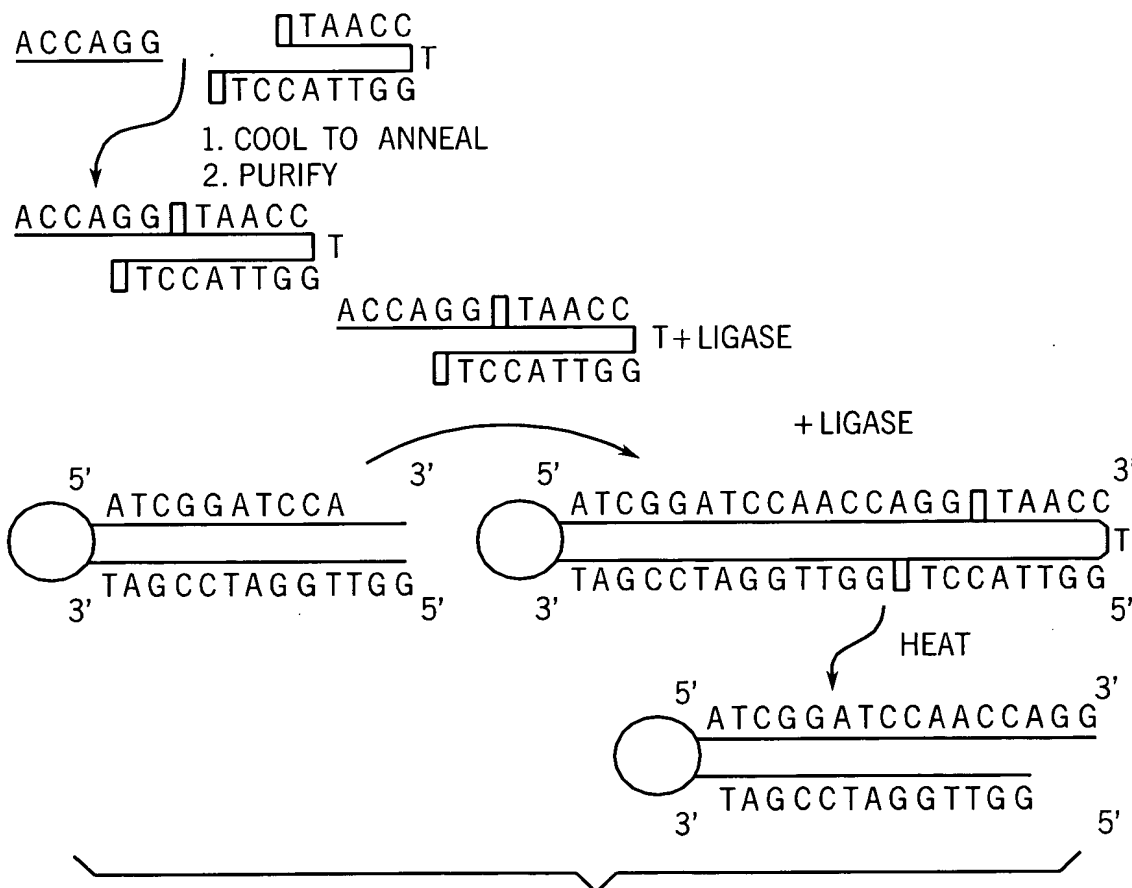 ACCAGG
TAACC
T
TCCATTGG
1. COOL TO ANNEAL
2. PURIFY
ACCAGG TAACC
T
TCCATTGG
ACCAGG TAACC
T+LIGASE
TCCATTGG
+LIGASE
5' 3'
ATCGGATCCA
TAGCCTAGGTTGG
3' 5'
5' 3'
ATCGGATCCAACCAGG TAACC
T
TAGCCTAGGTTGG TCCATTGG
3' 5'
HEAT
5' 3'
ATCGGATCCAACCAGG
TAGCCTAGGTTGG
3' 5'